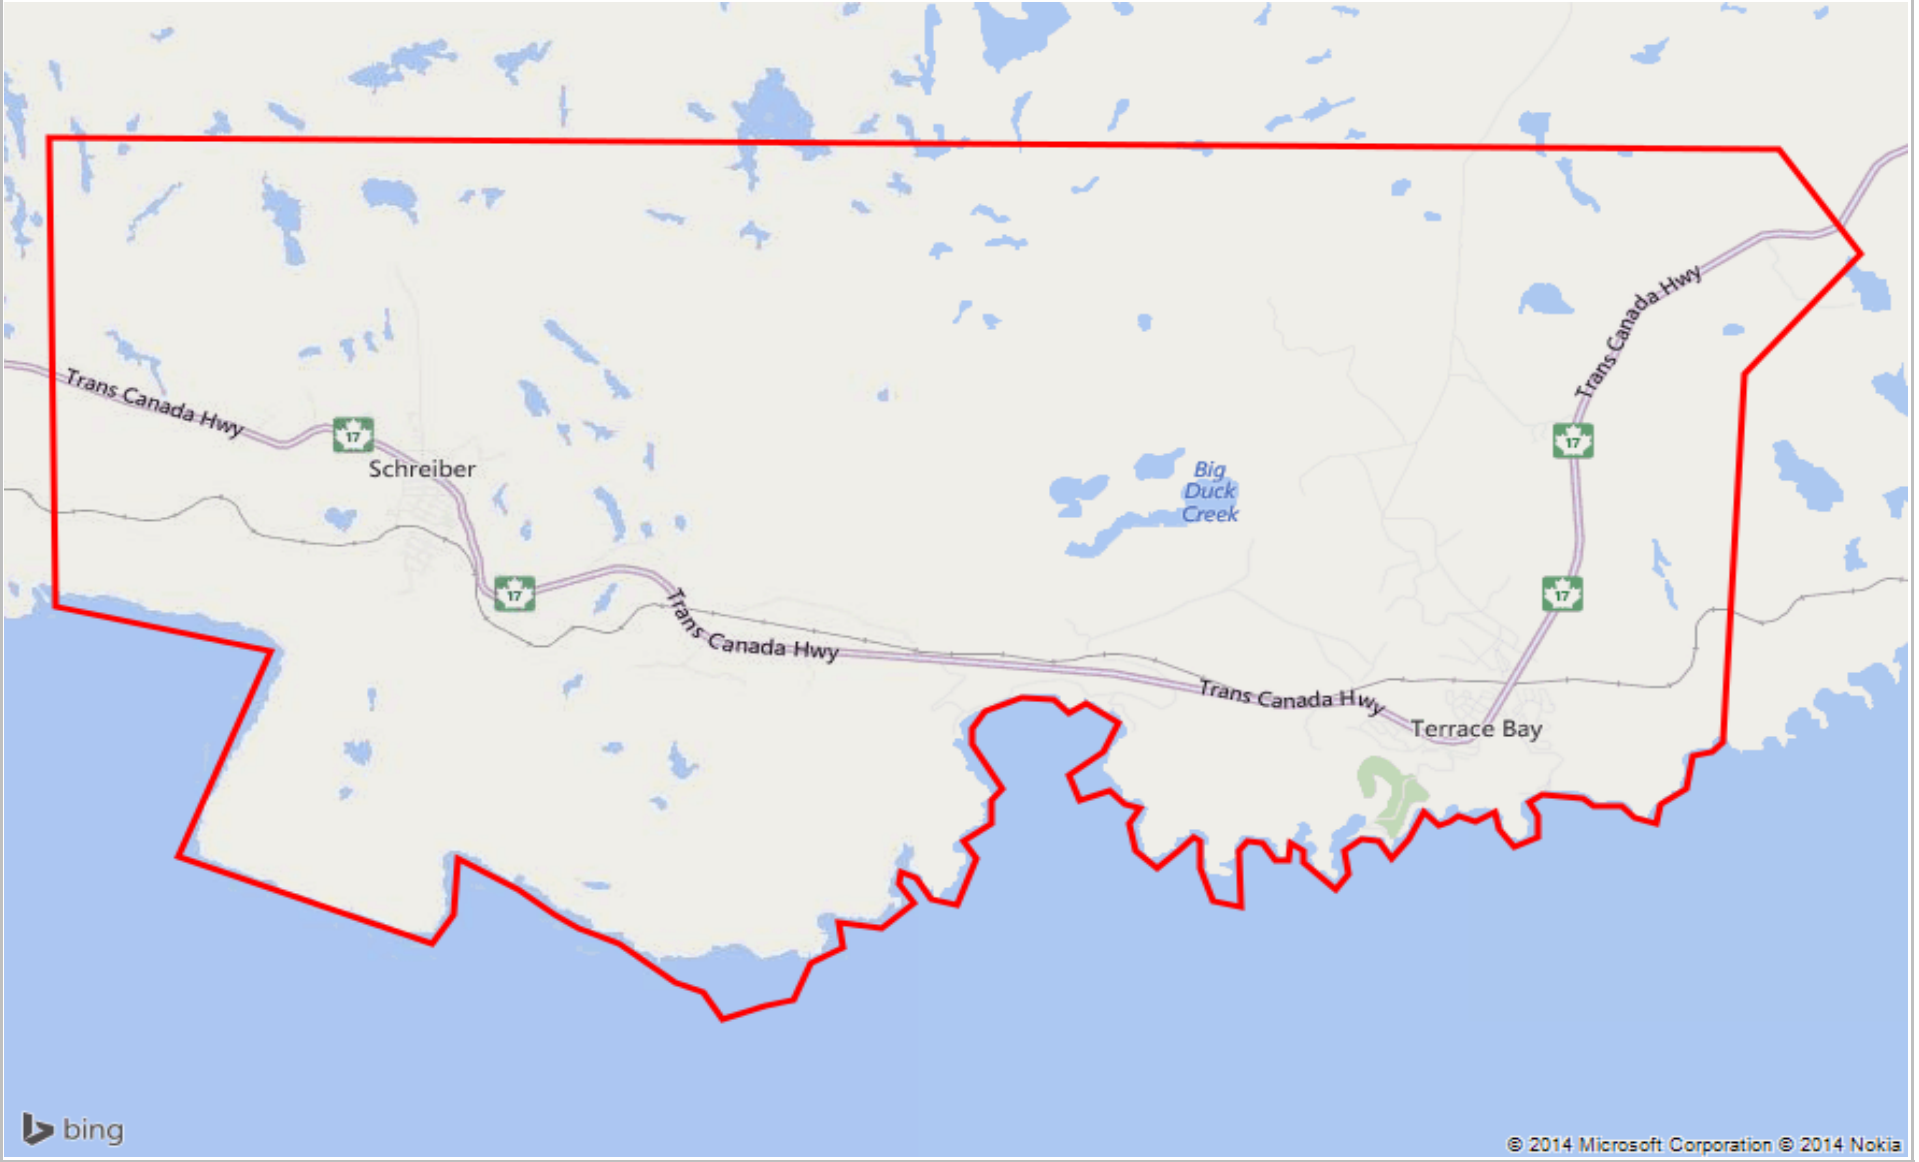 Trans Canada Hwy
Trans Canada Hwy
17
17
Schreiber
Big
Duck
Creek
17
17
Trans Canada Hwy
Trans Canada Hwy
Terrace Bay
bing
© 2014 Microsoft Corporation © 2014 Nokia